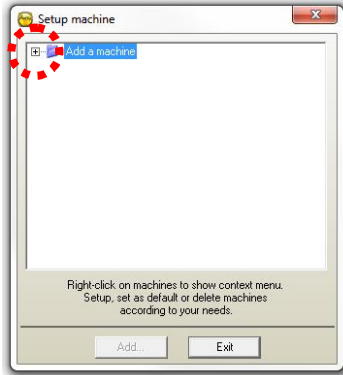 Setup machine
Add a machine
Right-click on machines to show context menu.
Setup, set as default or delete machines
according to your needs.
Add...
Exit